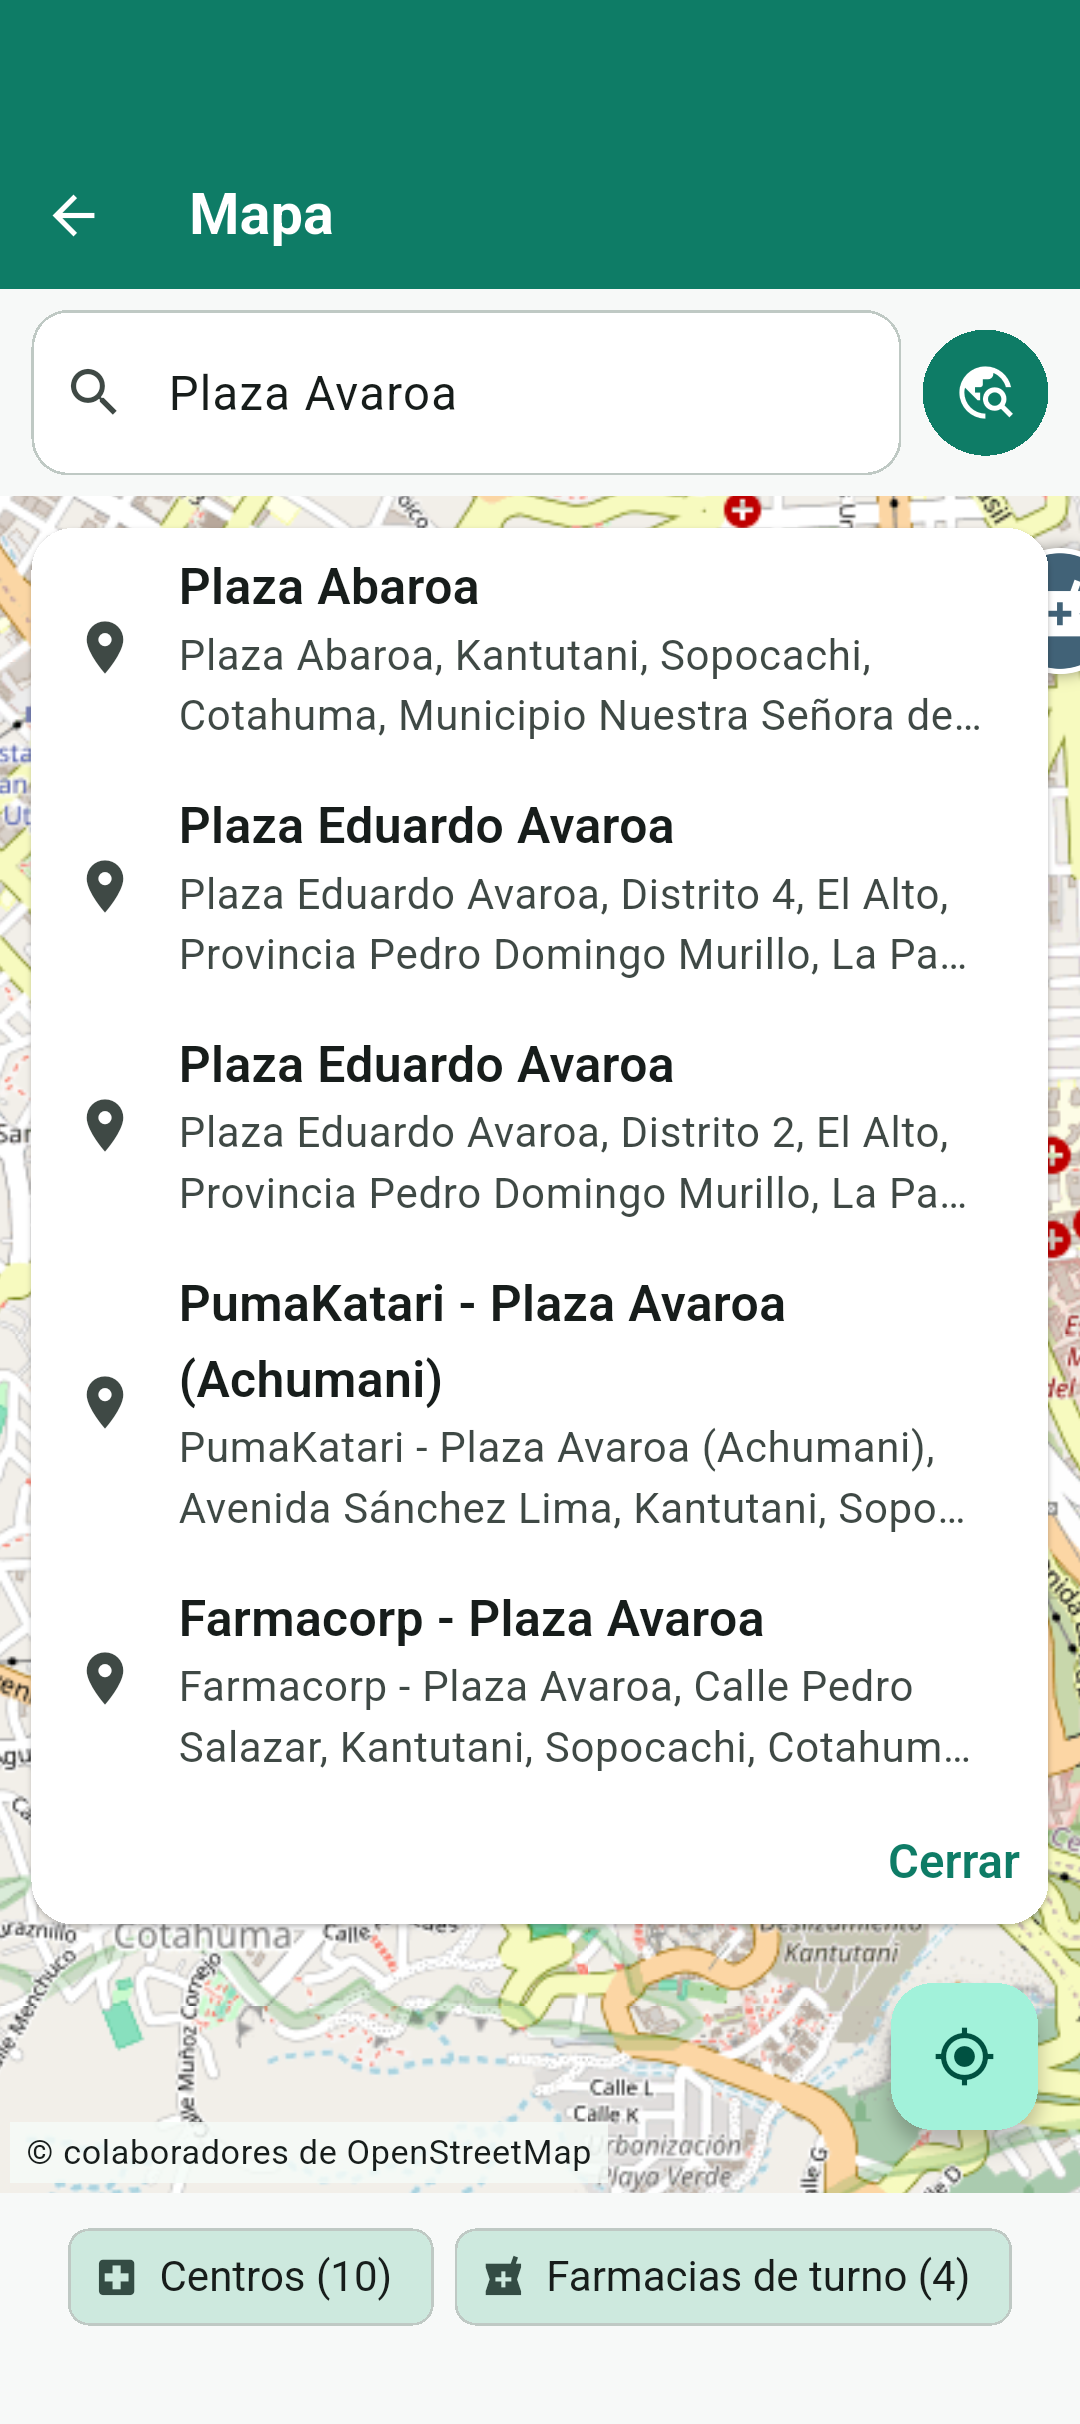 Mapa
Plaza Avaroa
Plaza Abaroa
Plaza Abaroa, Kantutani, Sopocachi,
Cotahuma, Municipio Nuestra Señora de…
Plaza Eduardo Avaroa
Plaza Eduardo Avaroa, Distrito 4, El Alto,
Provincia Pedro Domingo Murillo, La Pa…
Plaza Eduardo Avaroa
Plaza Eduardo Avaroa, Distrito 2, El Alto,
Provincia Pedro Domingo Murillo, La Pa…
PumaKatari - Plaza Avaroa
(Achumani)
PumaKatari - Plaza Avaroa (Achumani),
Avenida Sánchez Lima, Kantutani, Sopo…
Farmacorp - Plaza Avaroa
Farmacorp - Plaza Avaroa, Calle Pedro
Salazar, Kantutani, Sopocachi, Cotahum…
Cerrar
Cotahuma
Calle
Kantutani
Calle L
Calle K
Playa Verde
© colaboradores de OpenStreetMap
Centros (10)
Farmacias de turno (4)